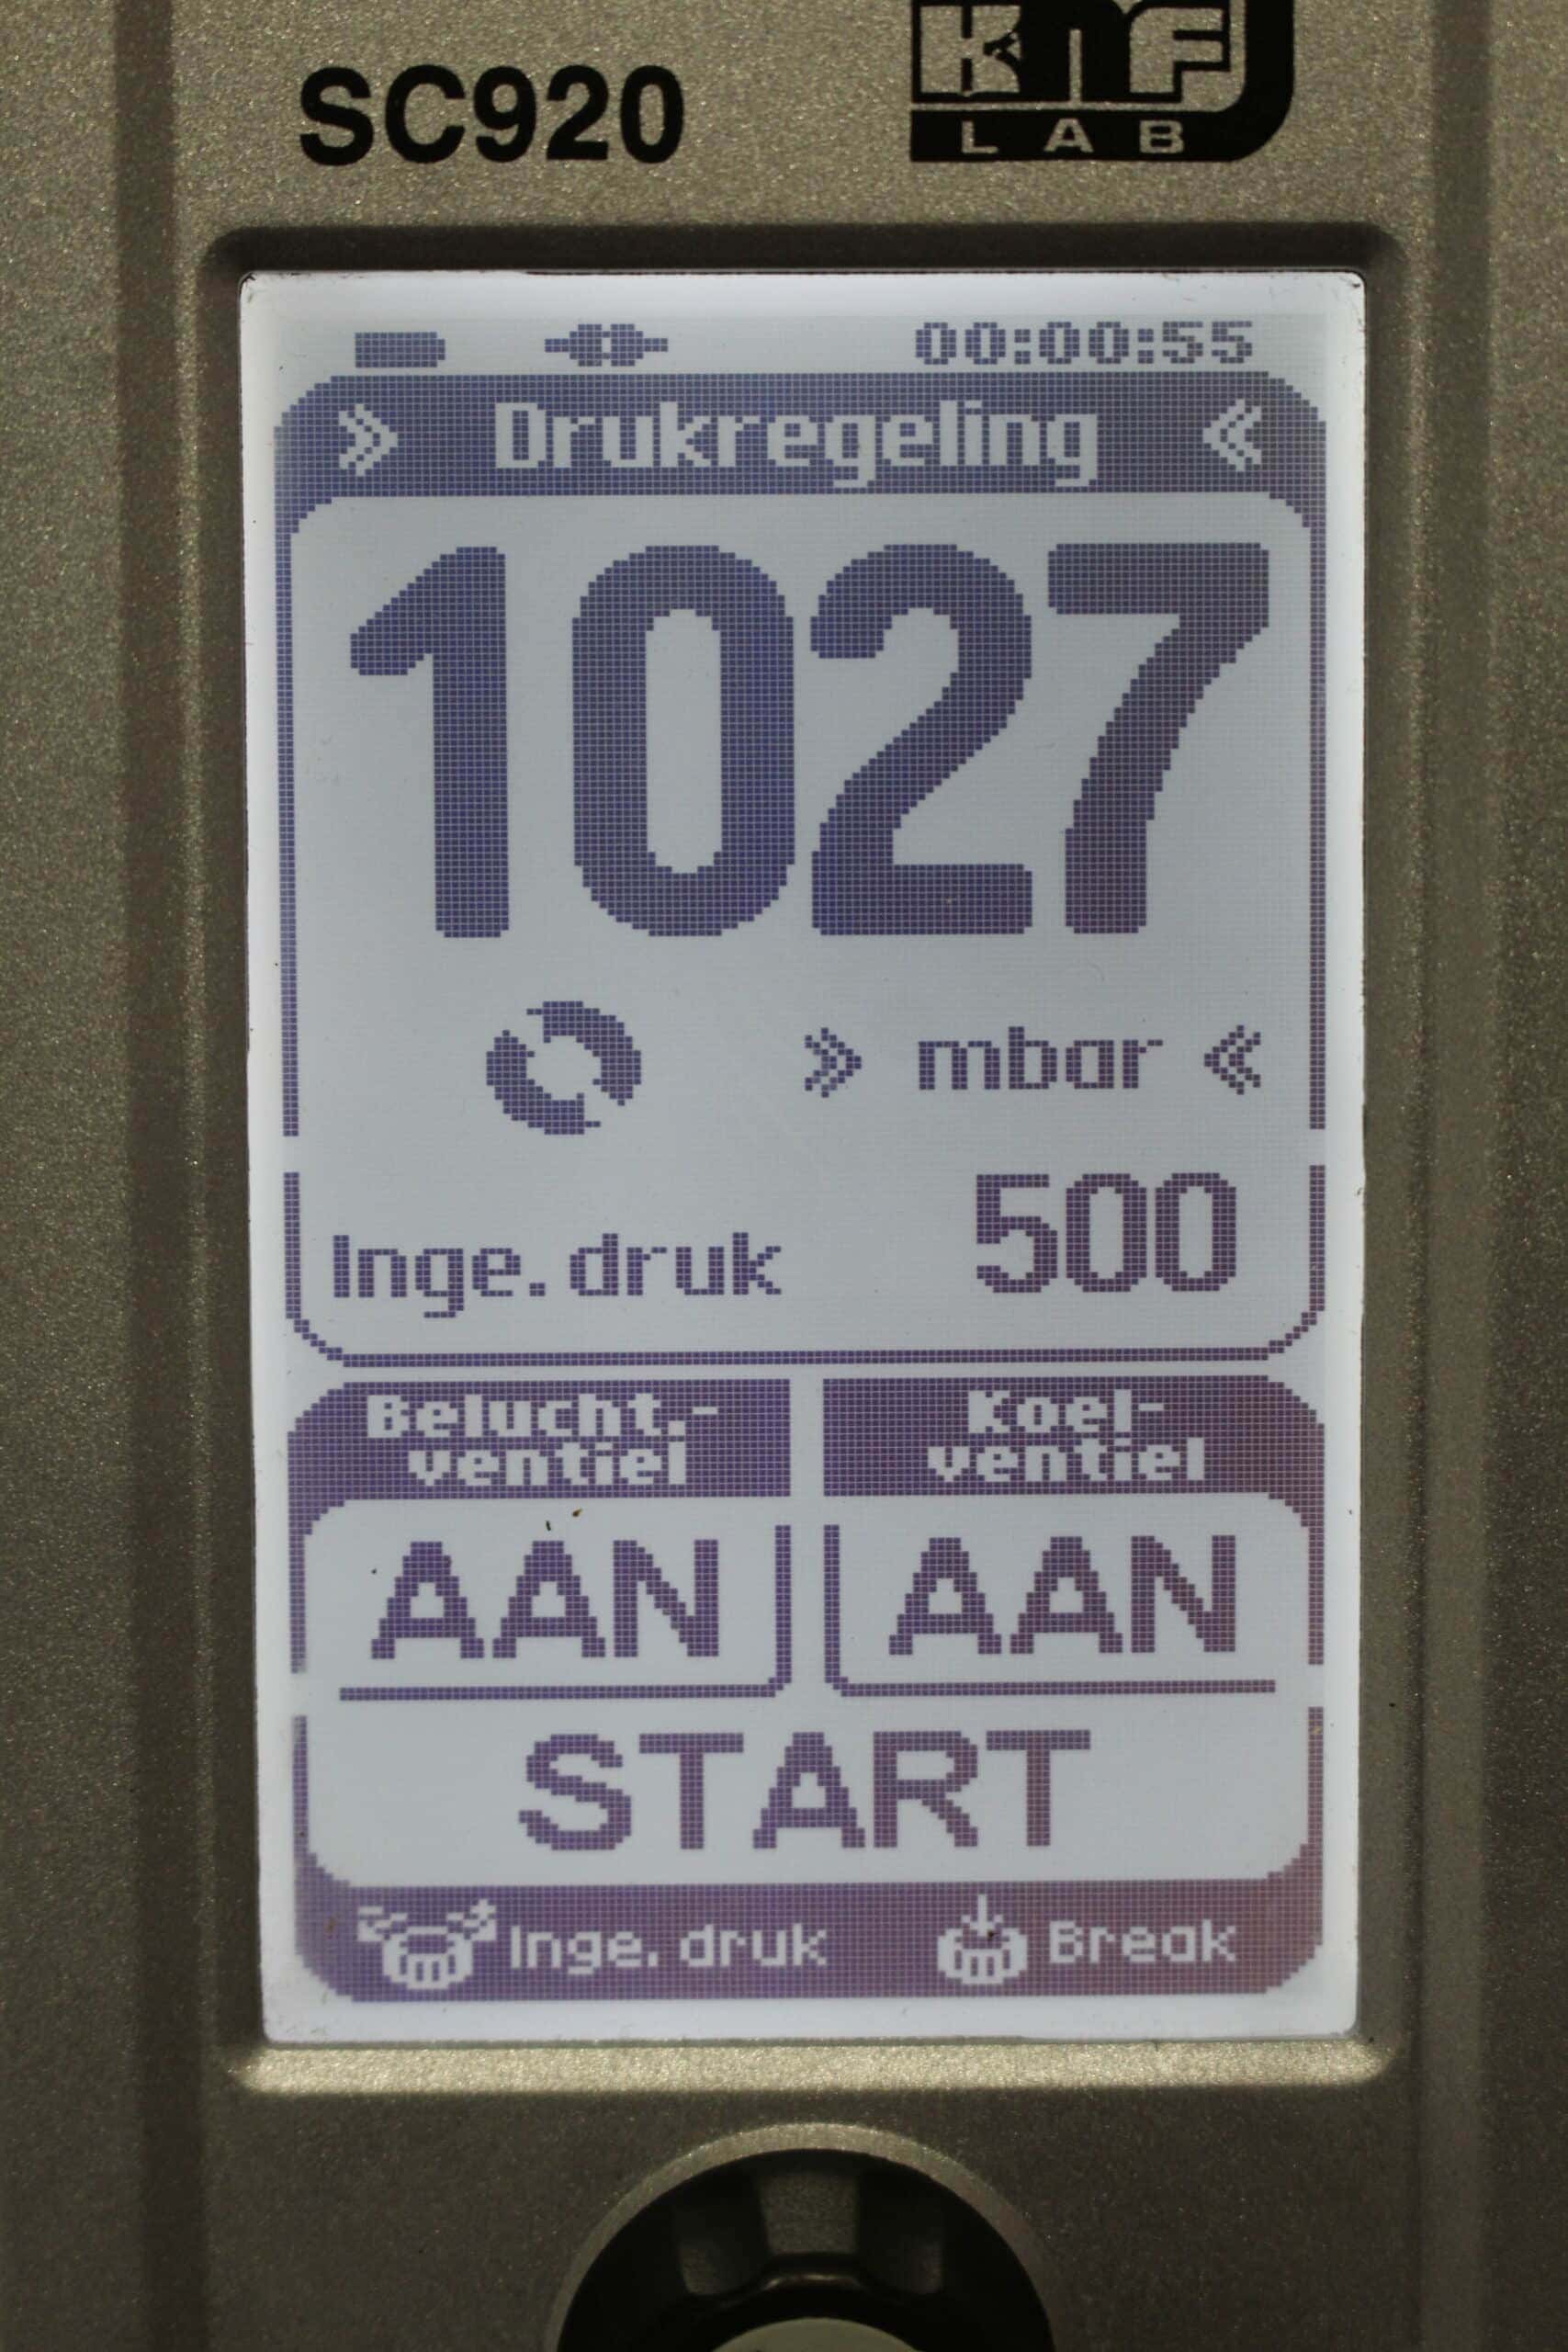 SC920
KNF
LAB
00:00:55
» Drukregeling «
1027
» mbar «
Inge. druk 500
Belucht.-
ventiel
Koel-
ventiel
AAN AAN
START
Inge. druk Break